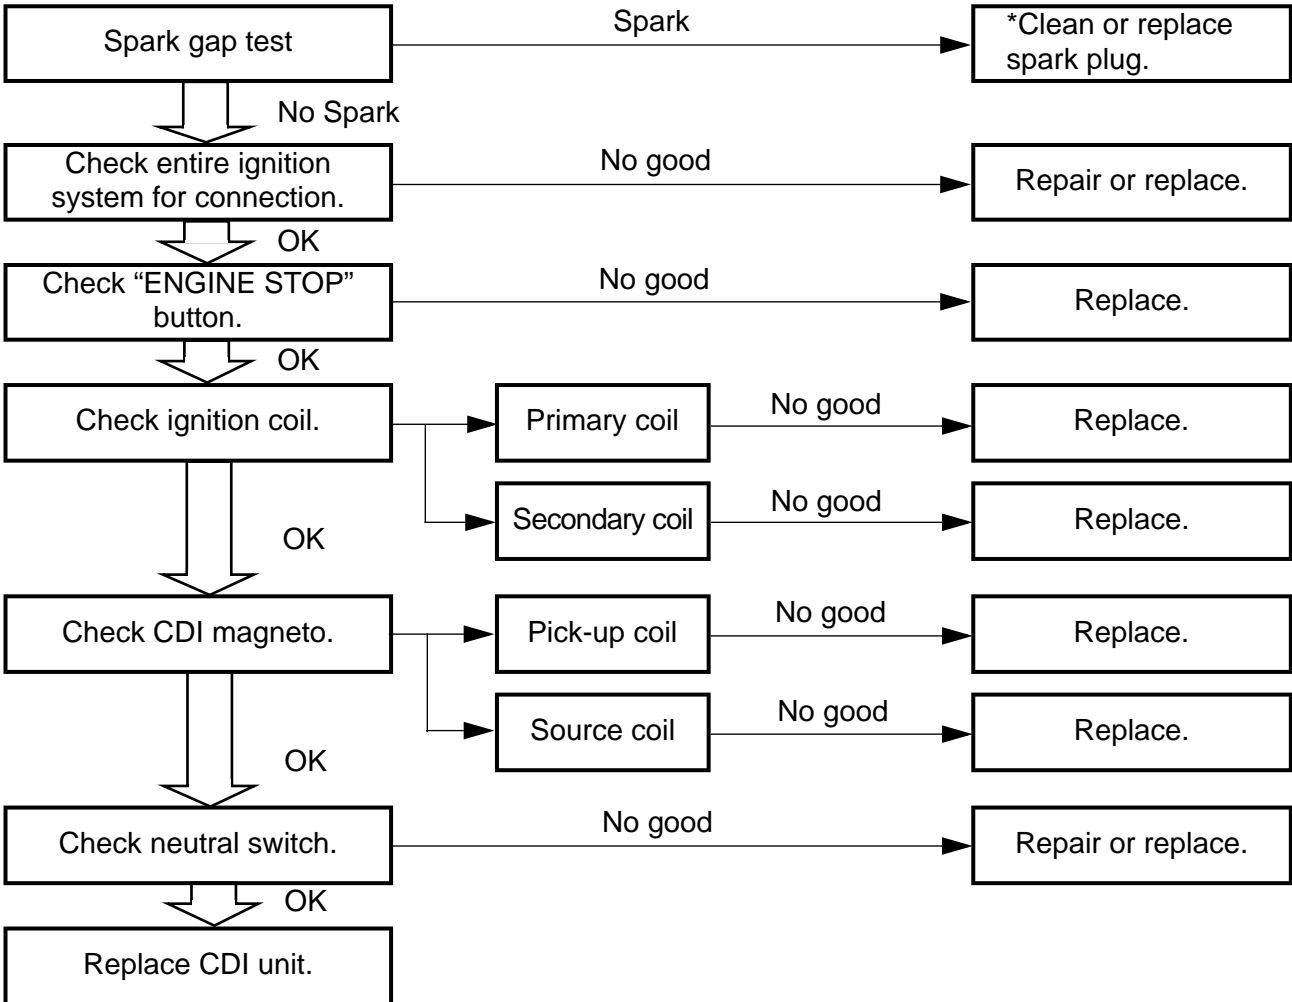 Spark gap test
Spark
*Clean or replace
spark plug.
No Spark
Check entire ignition
system for connection.
No good
Repair or replace.
OK
Check “ENGINE STOP”
button.
No good
Replace.
OK
Check ignition coil.
Primary coil
No good
Replace.
Secondary coil
No good
Replace.
OK
Check CDI magneto.
Pick-up coil
No good
Replace.
Source coil
No good
Replace.
OK
Check neutral switch.
No good
Repair or replace.
OK
Replace CDI unit.